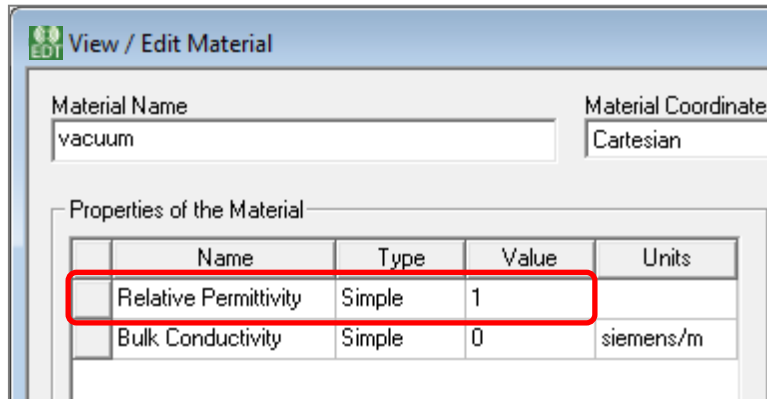 EDT View / Edit Material
Material Name Material Coordinate
vacuum Cartesian
Properties of the Material
Name Type Value Units
Relative Permittivity Simple 1
Bulk Conductivity Simple 0 siemens/m